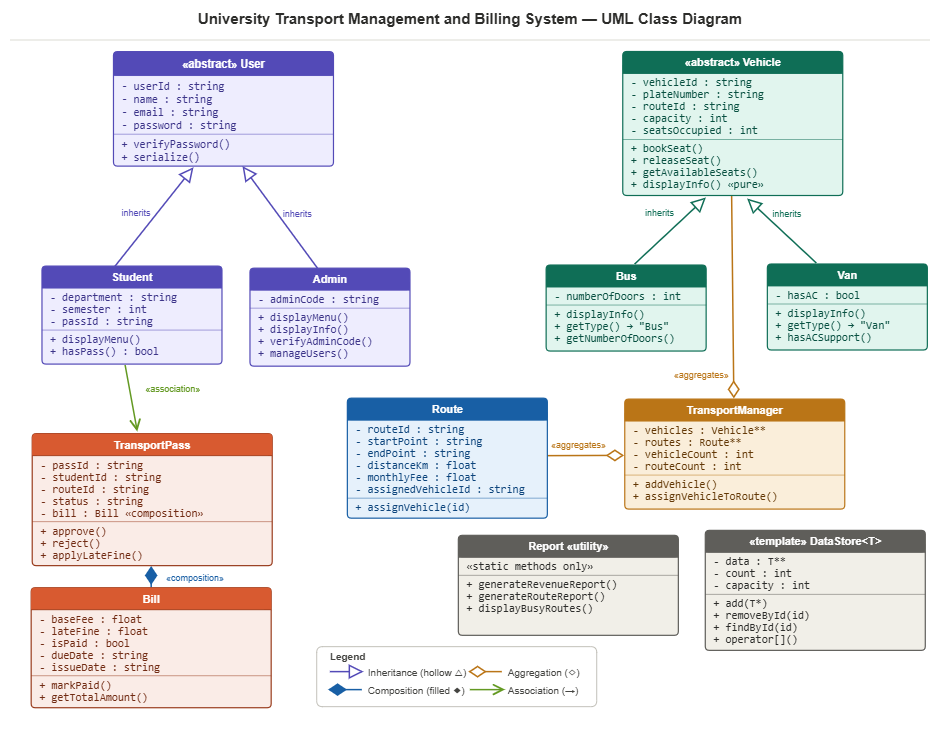 University Transport Management and Billing System — UML Class Diagram
«abstract» User
- userId : string
- name : string
- email : string
- password : string
+ verifyPassword()
+ serialize()
«abstract» Vehicle
- vehicleId : string
- plateNumber : string
- routeId : string
- capacity : int
- seatsOccupied : int
+ bookSeat()
+ releaseSeat()
+ getAvailableSeats()
+ displayInfo() «pure»
inherits
inherits
inherits
inherits
Student
- department : string
- semester : int
- passId : string
+ displayMenu()
+ hasPass() : bool
Admin
- adminCode : string
+ displayMenu()
+ displayInfo()
+ verifyAdminCode()
+ manageUsers()
Bus
- numberOfDoors : int
+ displayInfo()
+ getType() → "Bus"
+ getNumberOfDoors()
Van
- hasAC : bool
+ displayInfo()
+ getType() → "Van"
+ hasACSupport()
«association»
«aggregates»
TransportPass
- passId : string
- studentId : string
- routeId : string
- status : string
- bill : Bill «composition»
+ approve()
+ reject()
+ applyLateFine()
Route
- routeId : string
- startPoint : string
- endPoint : string
- distanceKm : float
- monthlyFee : float
- assignedVehicleId : string
+ assignVehicle(id)
«aggregates»
TransportManager
- vehicles : Vehicle**
- routes : Route**
- vehicleCount : int
- routeCount : int
+ addVehicle()
+ assignVehicleToRoute()
«composition»
Bill
- baseFee : float
- lateFine : float
- isPaid : bool
- dueDate : string
- issueDate : string
+ markPaid()
+ getTotalAmount()
Report «utility»
«static methods only»
+ generateRevenueReport()
+ generateRouteReport()
+ displayBusyRoutes()
«template» DataStore<T>
- data : T**
- count : int
- capacity : int
+ add(T*)
+ removeById(id)
+ findById(id)
+ operator[]()
Legend
Inheritance (hollow △)
Aggregation (◇)
Composition (filled ◆)
Association (→)